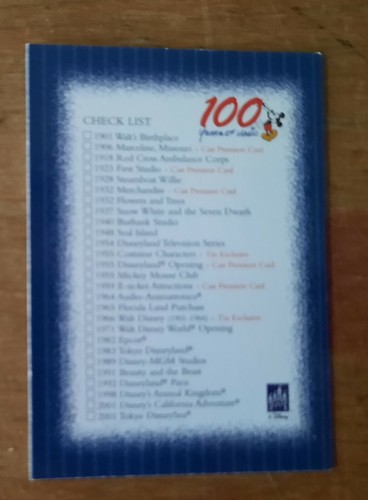 100
years of magic
CHECK LIST
1901 Walt's Birthplace
1906 Marceline, Missouri - Cast Premiere Card
1918 Red Cross Ambulance Corps
1923 First Studio - Cast Premiere Card
1928 Steamboat Willie
1932 Merchandise - Cast Premiere Card
1932 Flowers and Trees
1937 Snow White and the Seven Dwarfs
1940 Burbank Studio
1948 Seal Island
1954 Disneyland Television Series
1955 Costume Characters - Tin Exclusive
1955 Disneyland® Opening - Cast Premiere Card
1955 Mickey Mouse Club
1959 E-ticket Attractions - Cast Premiere Card
1964 Audio-Animatronics®
1965 Florida Land Purchase
1966 Walt Disney (1901-1966) - Tin Exclusive
1971 Walt Disney World® Opening
1982 Epcot®
1983 Tokyo Disneyland®
1989 Disney-MGM Studios
1991 Beauty and the Beast
1992 Disneyland® Paris
1998 Disney's Animal Kingdom®
2001 Disney's California Adventure®
2001 Tokyo DisneySea®
© Disney